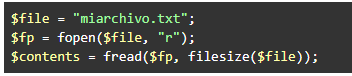 $file = "miarchivo.txt";
$fp = fopen($file, "r");
$contents = fread($fp, filesize($file));